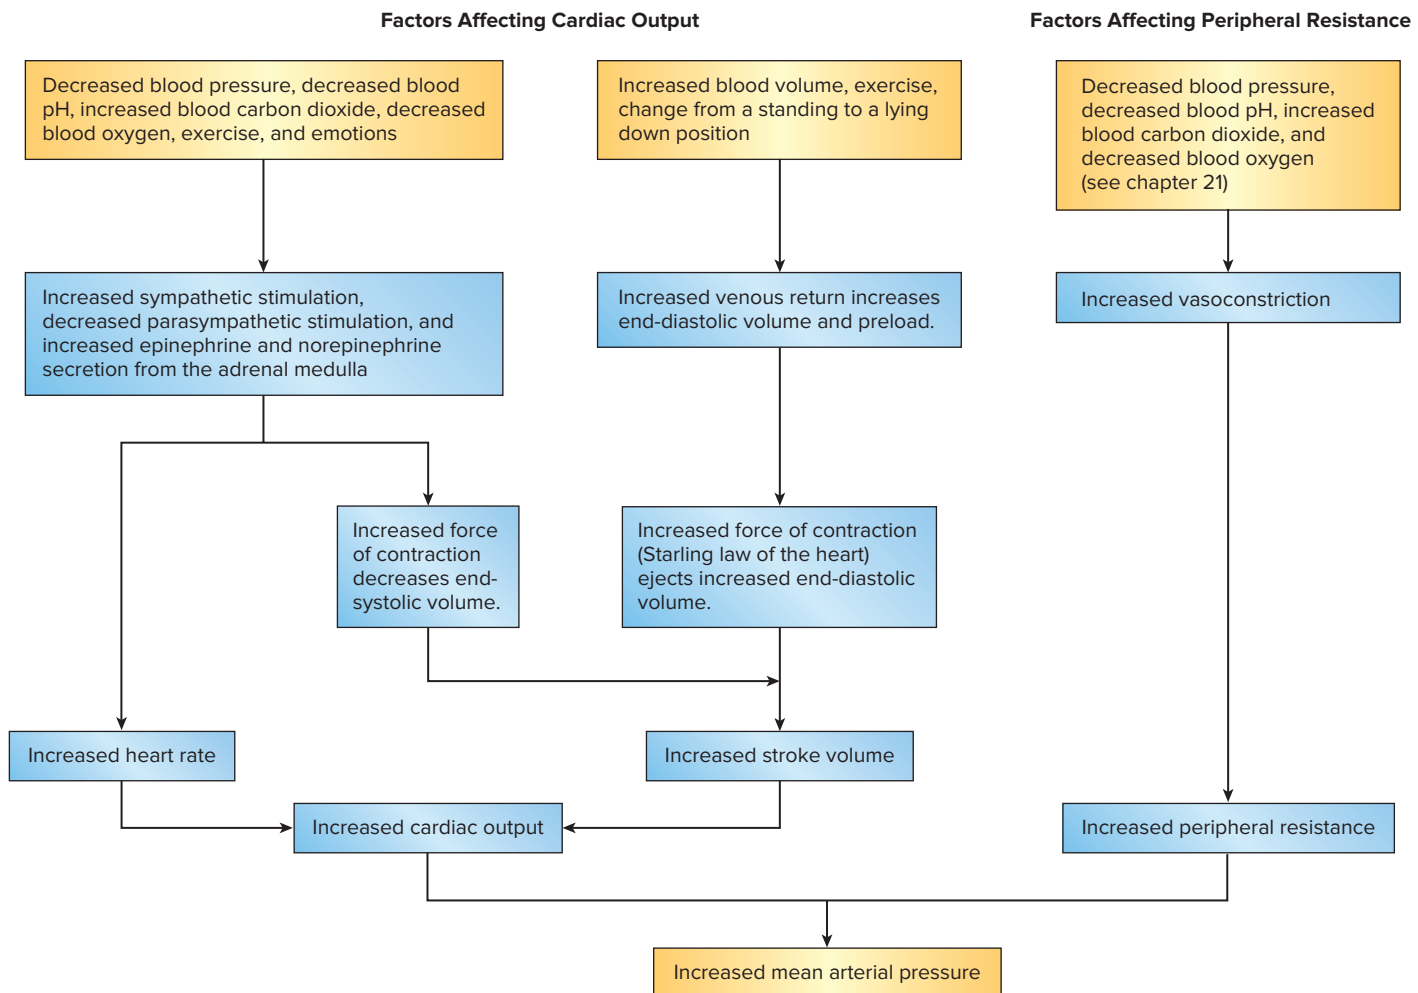 Factors Affecting Cardiac Output
Factors Affecting Peripheral Resistance
Decreased blood pressure, decreased blood
pH, increased blood carbon dioxide, decreased
blood oxygen, exercise, and emotions
Increased blood volume, exercise,
change from a standing to a lying
down position
Decreased blood pressure,
decreased blood pH, increased
blood carbon dioxide, and
decreased blood oxygen
(see chapter 21)
Increased sympathetic stimulation,
decreased parasympathetic stimulation, and
increased epinephrine and norepinephrine
secretion from the adrenal medulla
Increased venous return increases
end-diastolic volume and preload.
Increased vasoconstriction
Increased force
of contraction
decreases end-
systolic volume.
Increased force of contraction
(Starling law of the heart)
ejects increased end-diastolic
volume.
Increased heart rate
Increased stroke volume
Increased cardiac output
Increased peripheral resistance
Increased mean arterial pressure